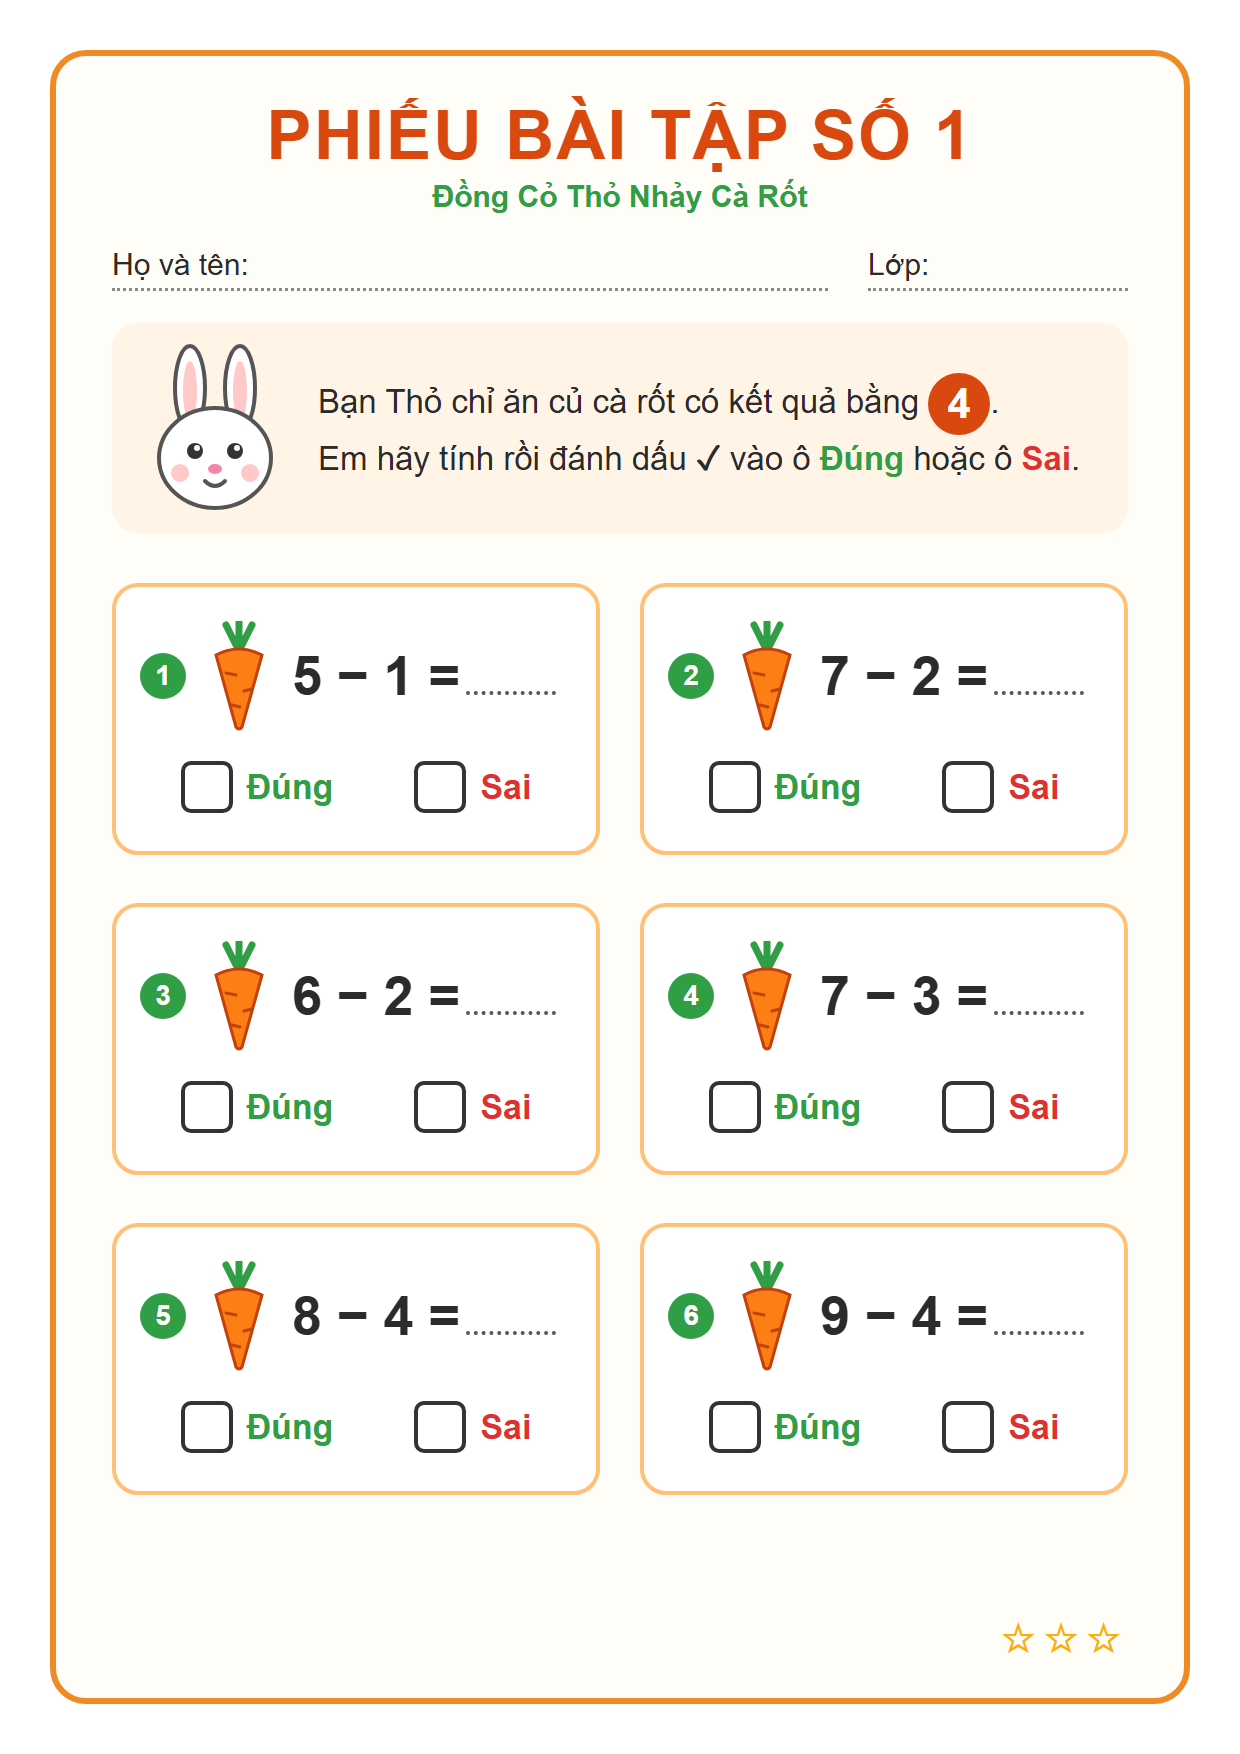 PHIẾU BÀI TẬP SỐ 1
Đồng Cỏ Thỏ Nhảy Cà Rốt
Họ và tên: Lớp:
Bạn Thỏ chỉ ăn củ cà rốt có kết quả bằng 4.
Em hãy tính rồi đánh dấu ✓ vào ô Đúng hoặc ô Sai.
1 5 − 1 = ...........
Đúng Sai
2 7 − 2 = ...........
Đúng Sai
3 6 − 2 = ...........
Đúng Sai
4 7 − 3 = ...........
Đúng Sai
5 8 − 4 = ...........
Đúng Sai
6 9 − 4 = ...........
Đúng Sai
☆ ☆ ☆